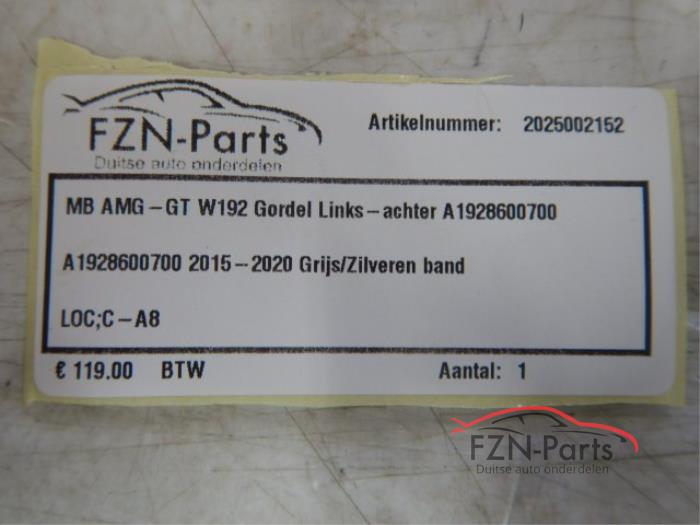 FZN-Parts
Duitse auto onderdelen
Artikelnummer: 2025002152
MB AMG-GT W192 Gordel Links-achter A1928600700
A1928600700 2015-2020 Grijs/Zilveren band
LOC;C-A8
€ 119.00 BTW Aantal: 1
FZN-Parts
Duitse auto onderdelen